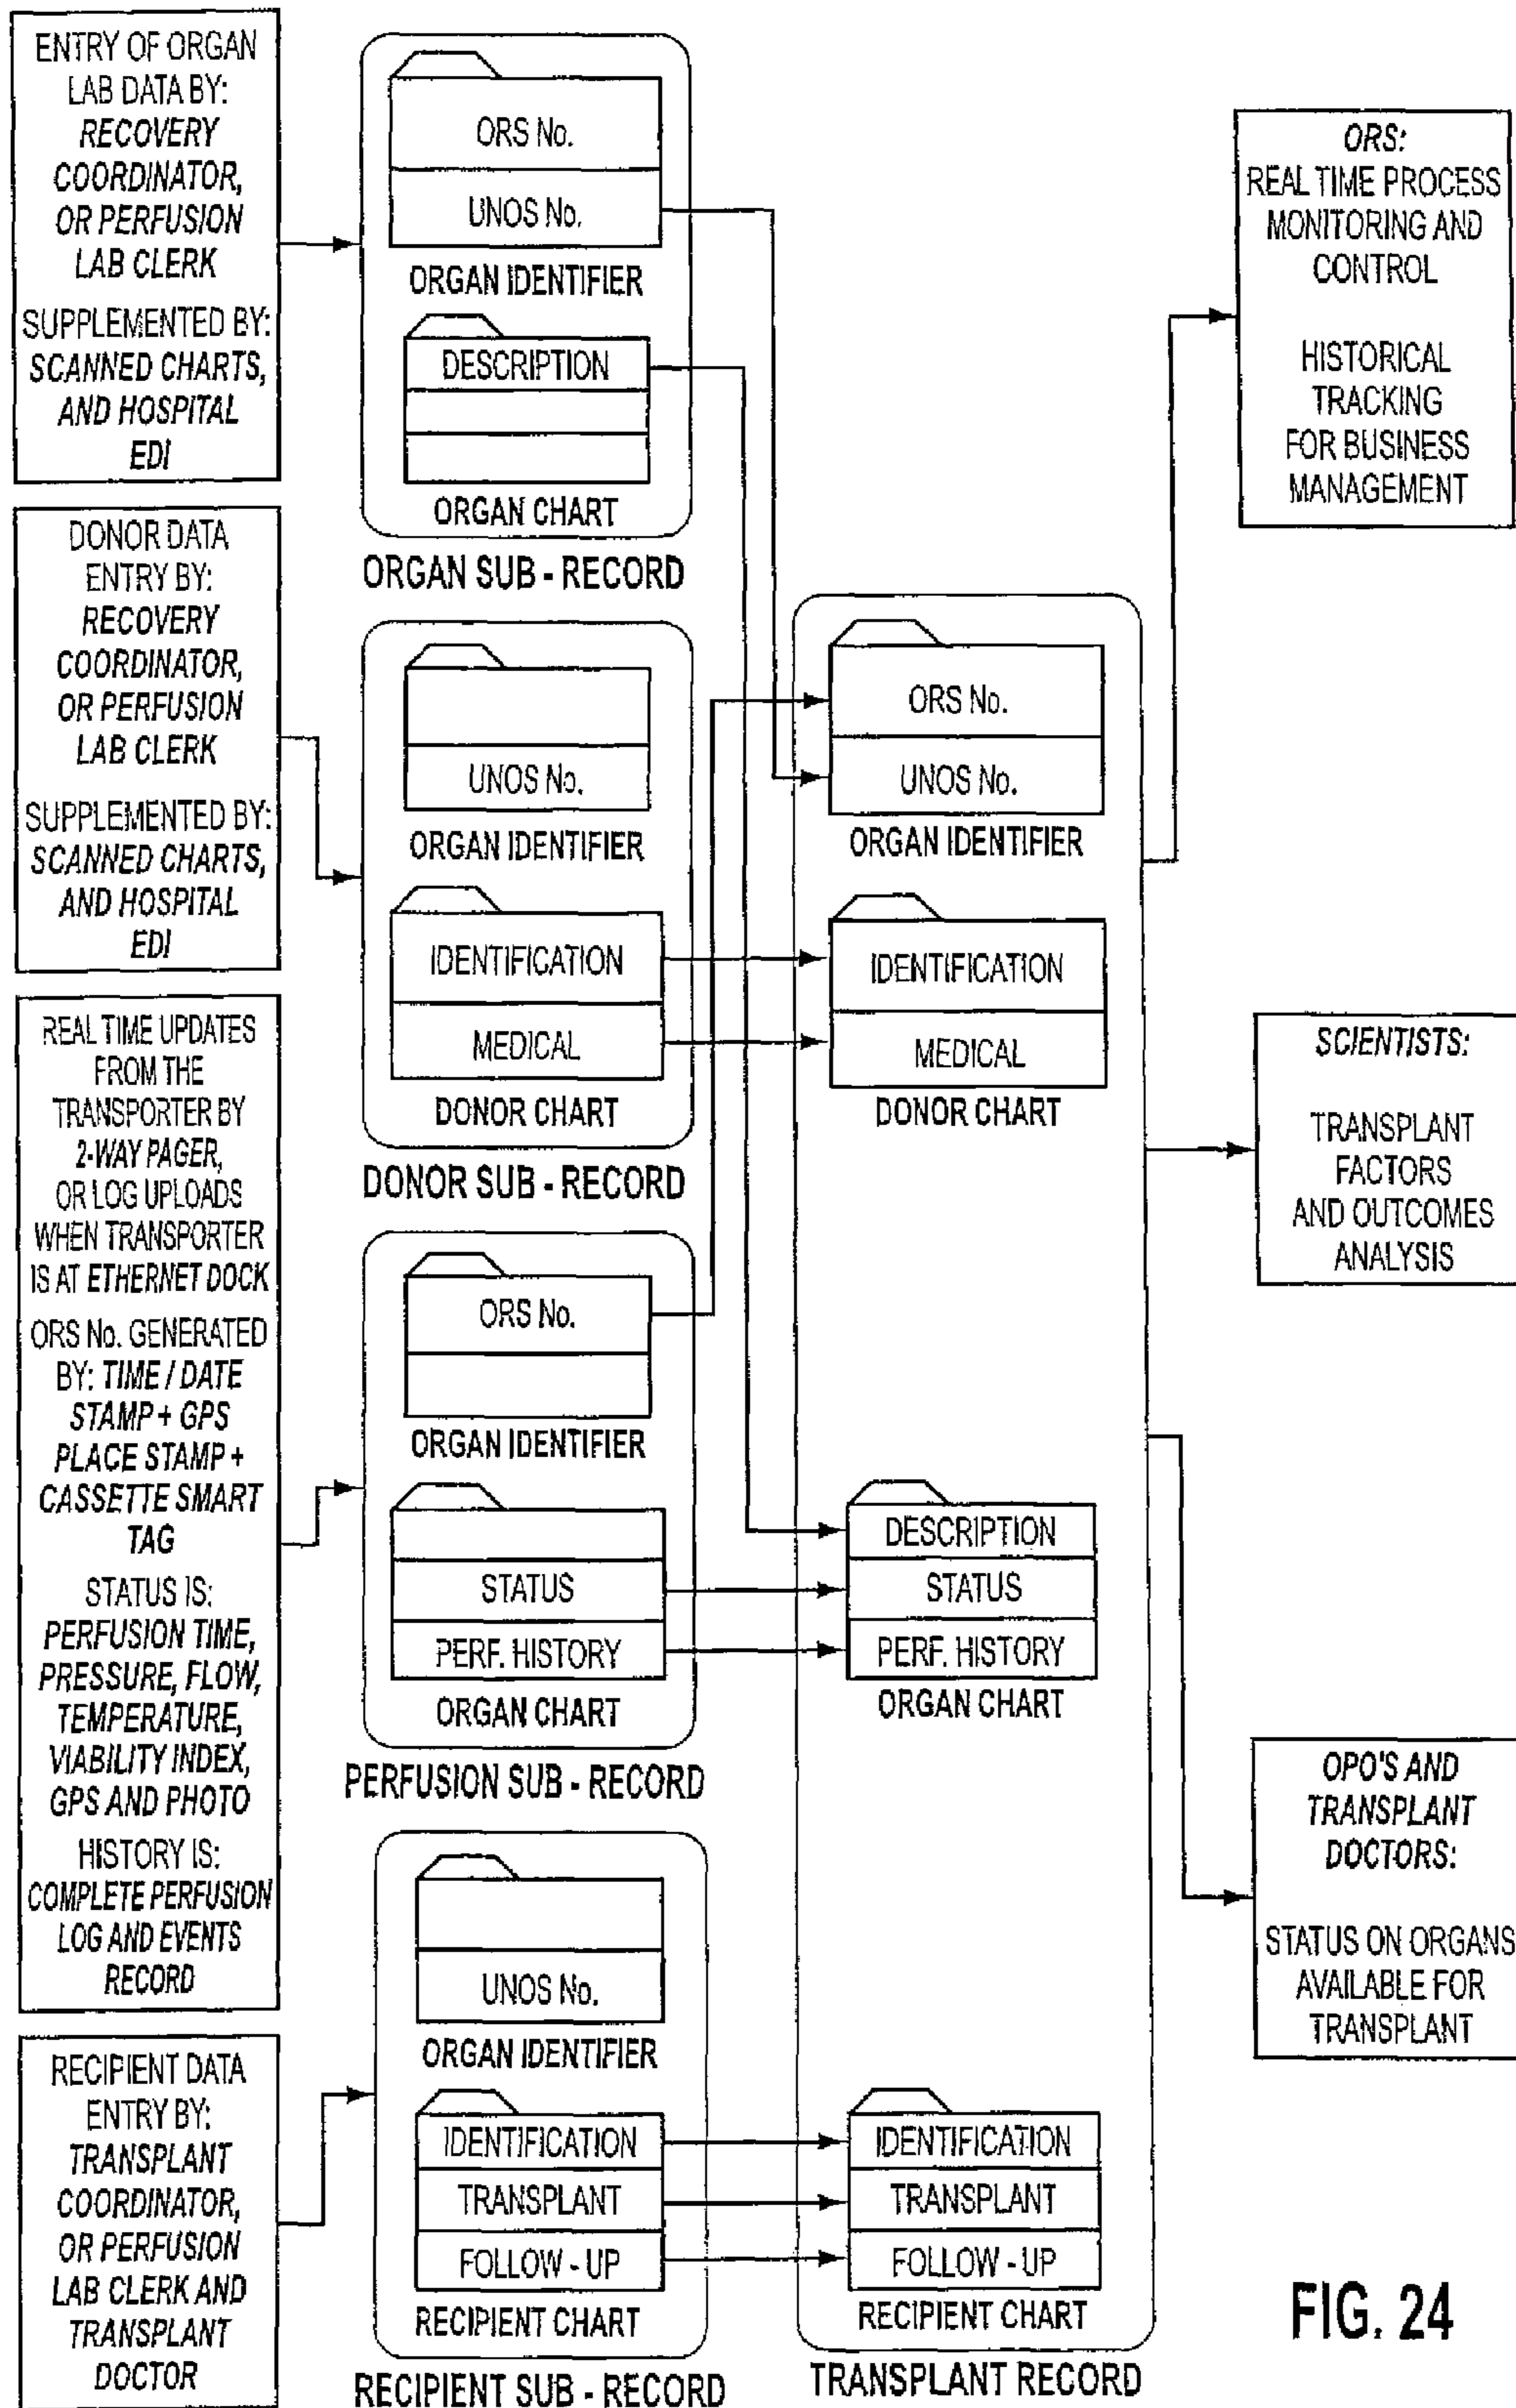 ENTRY OF ORGAN
LAB DATA BY:
RECOVERY
COORDINATOR,
OR PERFUSION
LAB CLERK
SUPPLEMENTED BY:
SCANNED CHARTS,
AND HOSPITAL
EDI
DONOR DATA
ENTRY BY:
RECOVERY
COORDINATOR,
OR PERFUSION
LAB CLERK
SUPPLEMENTED BY:
SCANNED CHARTS,
AND HOSPITAL
EDI
REAL TIME UPDATES
FROM THE
TRANSPORTER BY
2-WAY PAGER,
OR LOG UPLOADS
WHEN TRANSPORTER
IS AT ETHERNET DOCK
ORS No. GENERATED
BY: TIME / DATE
STAMP + GPS
PLACE STAMP +
CASSETTE SMART
TAG
STATUS IS:
PERFUSION TIME,
PRESSURE, FLOW,
TEMPERATURE,
VIABILITY INDEX,
GPS AND PHOTO
HISTORY IS:
COMPLETE PERFUSION
LOG AND EVENTS
RECORD
RECIPIENT DATA
ENTRY BY:
TRANSPLANT
COORDINATOR,
OR PERFUSION
LAB CLERK AND
TRANSPLANT
DOCTOR
ORS No.
UNOS No.
ORGAN IDENTIFIER
DESCRIPTION
ORGAN CHART
ORGAN SUB - RECORD
UNOS No.
ORGAN IDENTIFIER
IDENTIFICATION
MEDICAL
DONOR CHART
DONOR SUB - RECORD
ORS No.
ORGAN IDENTIFIER
STATUS
PERF. HISTORY
ORGAN CHART
PERFUSION SUB - RECORD
UNOS No.
ORGAN IDENTIFIER
IDENTIFICATION
TRANSPLANT
FOLLOW - UP
RECIPIENT CHART
RECIPIENT SUB - RECORD
ORS No.
UNOS No.
ORGAN IDENTIFIER
IDENTIFICATION
MEDICAL
DONOR CHART
DESCRIPTION
STATUS
PERF. HISTORY
ORGAN CHART
IDENTIFICATION
TRANSPLANT
FOLLOW - UP
RECIPIENT CHART
TRANSPLANT RECORD
ORS:
REAL TIME PROCESS
MONITORING AND
CONTROL
HISTORICAL
TRACKING
FOR BUSINESS
MANAGEMENT
SCIENTISTS:
TRANSPLANT
FACTORS
AND OUTCOMES
ANALYSIS
OPO'S AND
TRANSPLANT
DOCTORS:
STATUS ON ORGANS
AVAILABLE FOR
TRANSPLANT
FIG. 24